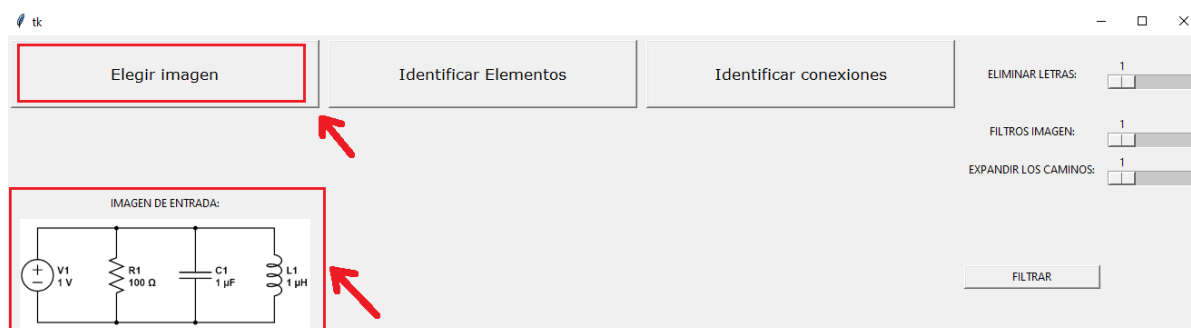 tk
Elegir imagen
Identificar Elementos
Identificar conexiones
ELIMINAR LETRAS:
1
FILTROS IMAGEN:
1
EXPANDIR LOS CAMINOS:
1
IMAGEN DE ENTRADA:
V1
1 V
R1
100 Ω
C1
1 µF
L1
1 µH
FILTRAR